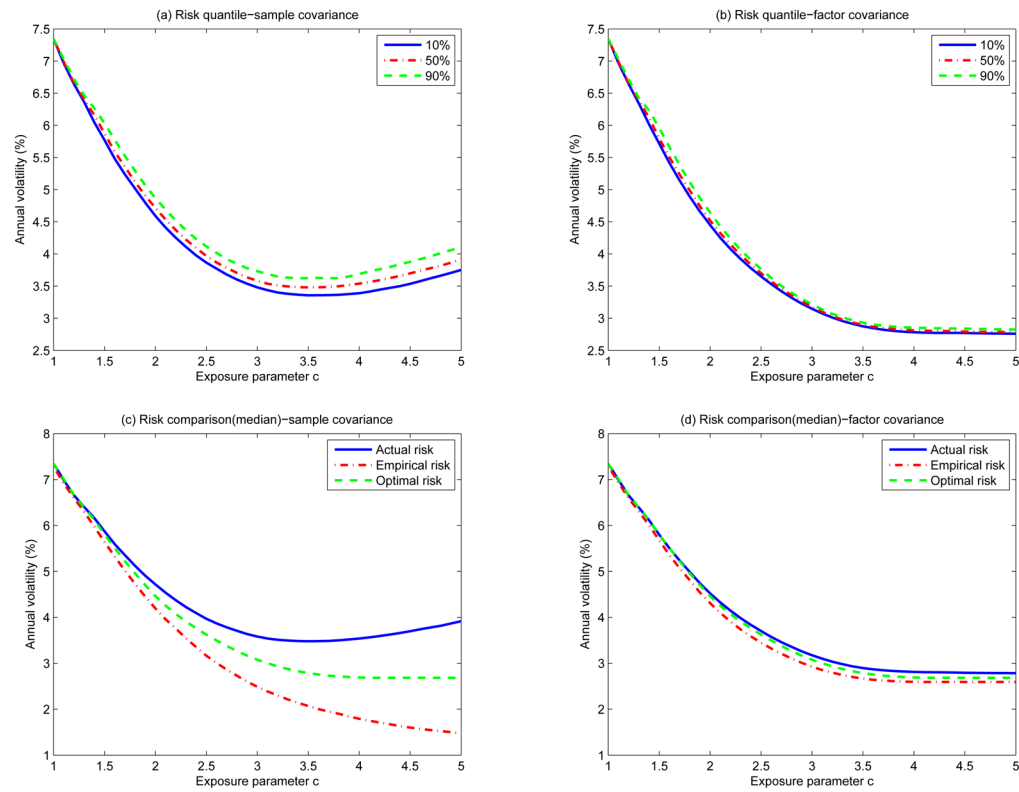 (a) Risk quantile−sample covariance
7.5
7
6.5
6
5.5
5
4.5
4
3.5
3
2.5
Annual volatility (%)
10%
50%
90%
1 1.5 2 2.5 3 3.5 4 4.5 5
Exposure parameter c
(b) Risk quantile−factor covariance
7.5
7
6.5
6
5.5
5
4.5
4
3.5
3
2.5
Annual volatility (%)
10%
50%
90%
1 1.5 2 2.5 3 3.5 4 4.5 5
Exposure parameter c
(c) Risk comparison(median)−sample covariance
8
7
6
5
4
3
2
1
Annual volatility (%)
Actual risk
Empirical risk
Optimal risk
1 1.5 2 2.5 3 3.5 4 4.5 5
Exposure parameter c
(d) Risk comparison(median)−factor covariance
8
7
6
5
4
3
2
1
Annual volatility (%)
Actual risk
Empirical risk
Optimal risk
1 1.5 2 2.5 3 3.5 4 4.5 5
Exposure parameter c